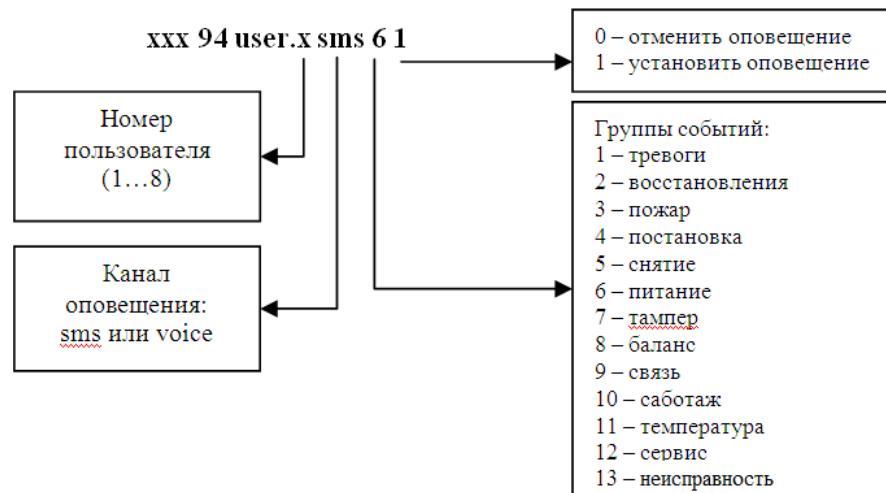 xxx 94 user.x sms 6 1
0 – отменить оповещение
1 – установить оповещение
Номер
пользователя
(1…8)
Канал
оповещения:
sms или voice
Группы событий:
1 – тревоги
2 – восстановления
3 – пожар
4 – постановка
5 – снятие
6 – питание
7 – тампер
8 – баланс
9 – связь
10 – саботаж
11 – температура
12 – сервис
13 – неисправность